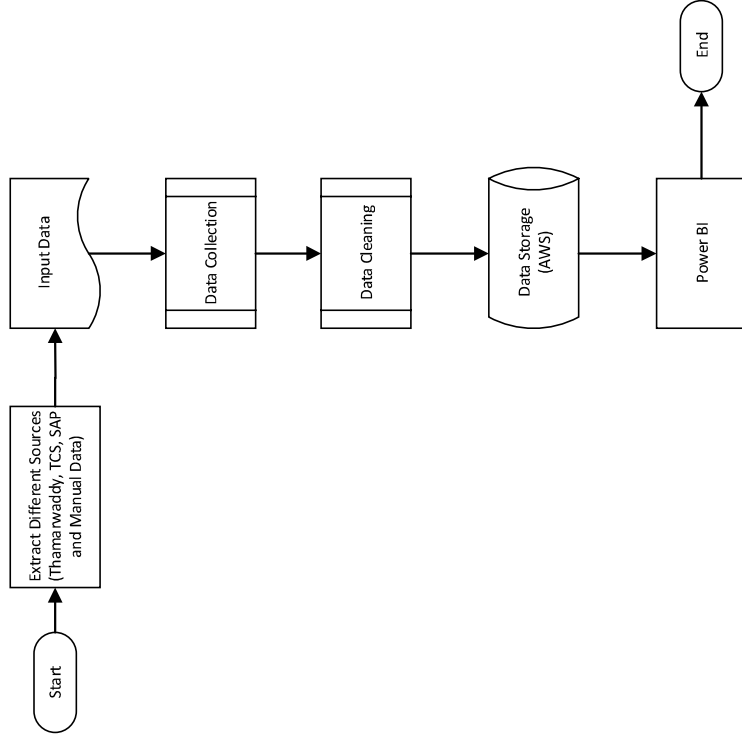 Start
Extract Different Sources
(Thamarwaddy, TCS, SAP
and Manual Data)
Input Data
Data Collection
Data Cleaning
Data Storage
(AWS)
Power BI
End